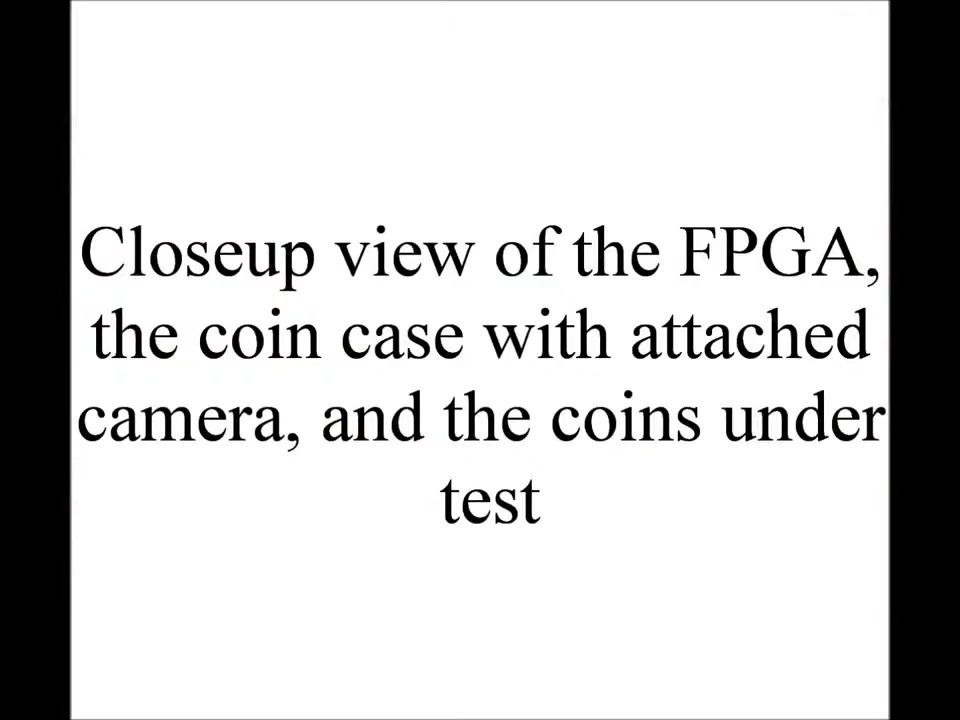 Closeup view of the FPGA,
the coin case with attached
camera, and the coins under
test